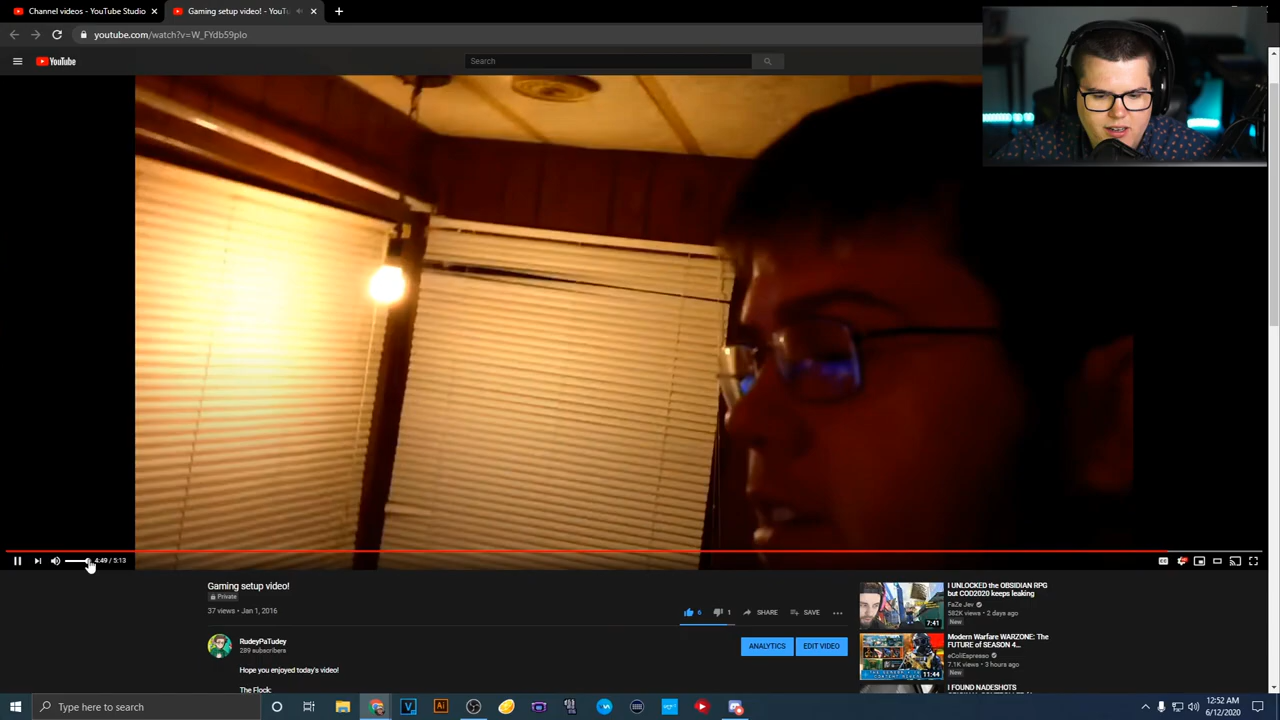 Channel videos - YouTube Studio
Gaming setup video! - YouTube
youtube.com/watch?v=W_FYdb59pIo
YouTube
Search
4:49 / 5:13
Gaming setup video!
Private
37 views • Jan 1, 2016
6
1
SHARE
SAVE
RudeyPaTudey
289 subscribers
ANALYTICS
EDIT VIDEO
Hope you enjoyed today's video!
The Flock:
I UNLOCKED the OBSIDIAN RPG
but COD2020 keeps leaking
FaZe Jev
582K views • 2 days ago
New
7:41
Modern Warfare WARZONE: The
FUTURE of SEASON 4...
eColiEspresso
7.1K views • 3 hours ago
New
11:44
I FOUND NADESHOTS
Type here to search
12:52 AM
6/12/2020